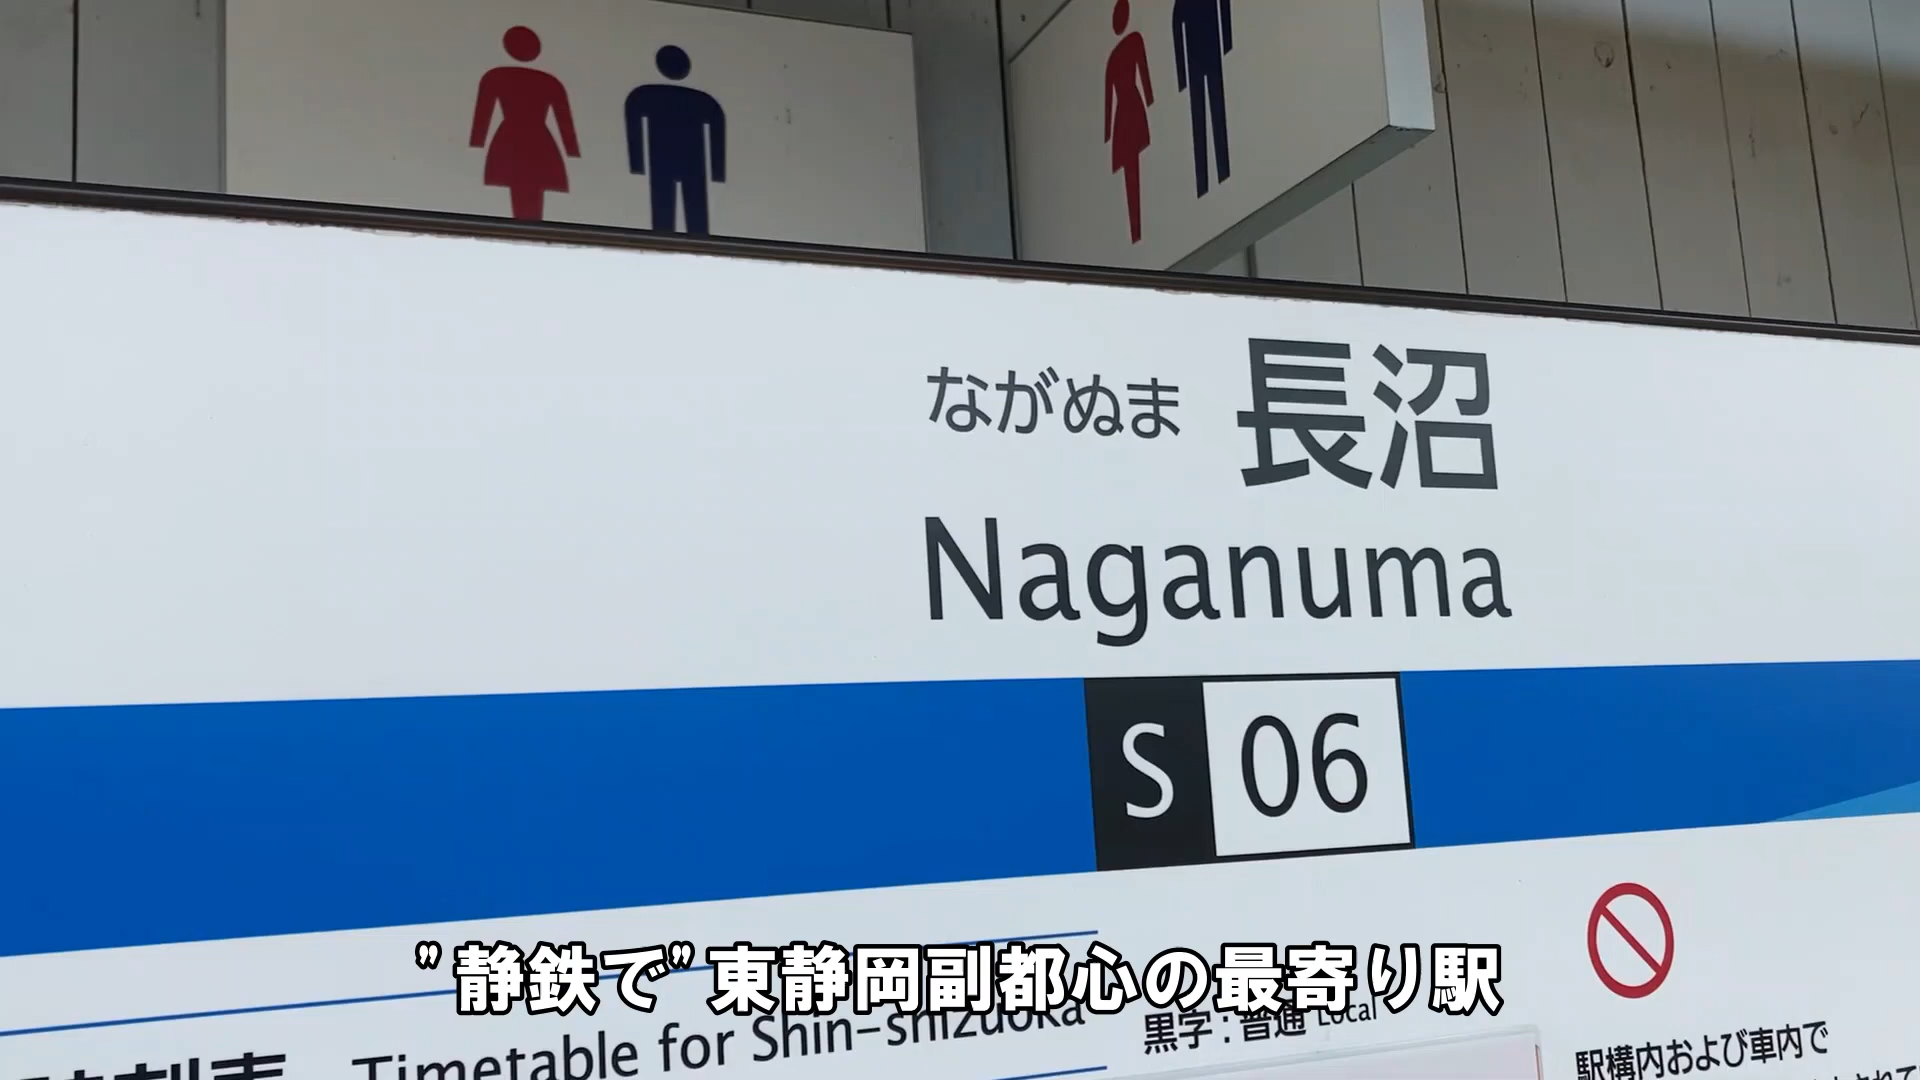 ながぬま 長沼
Naganuma
S 06
"静鉄で"東静岡副都心の最寄り駅
Timetable for Shin-shizuoka
黒字：普通 Local
駅構内および車内で